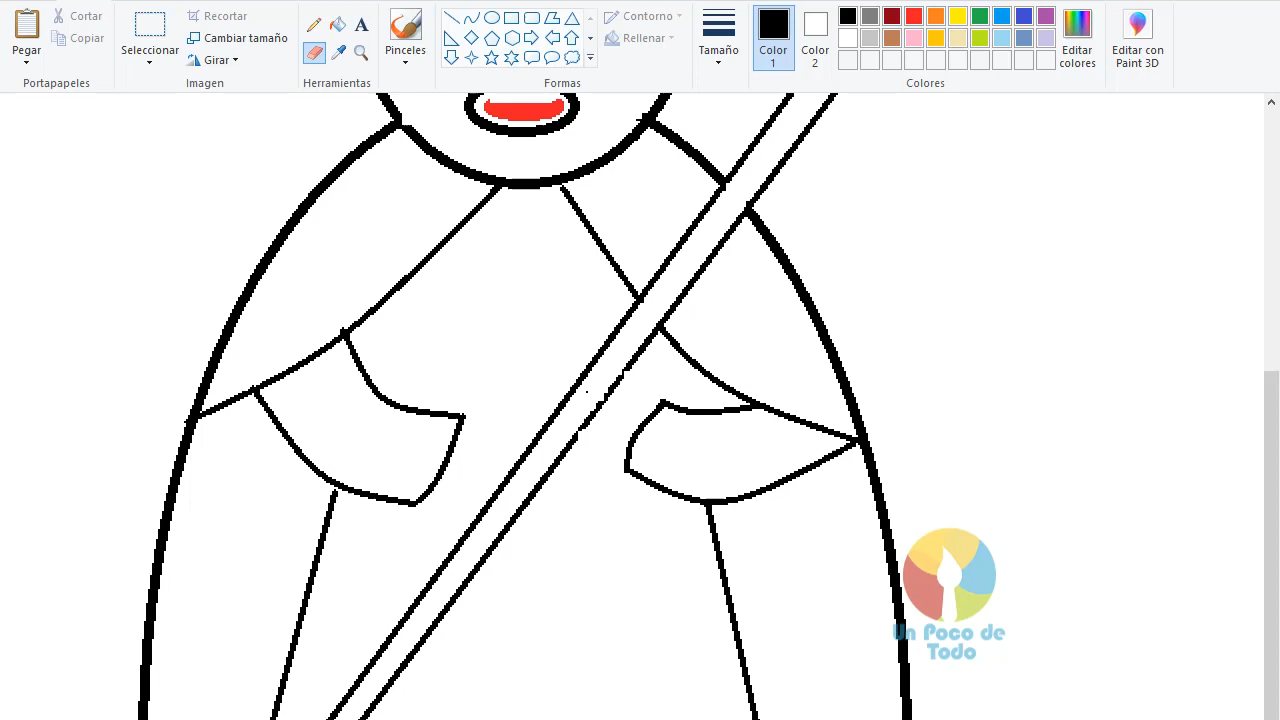 Pegar
Cortar
Copiar
Portapapeles
Seleccionar
Recortar
Cambiar tamaño
Girar
Imagen
A
Herramientas
Pinceles
Contorno
Rellenar
Formas
Tamaño
Color
1
Color
2
Editar
colores
Editar con
Paint 3D
Colores
Un Poco de
Todo